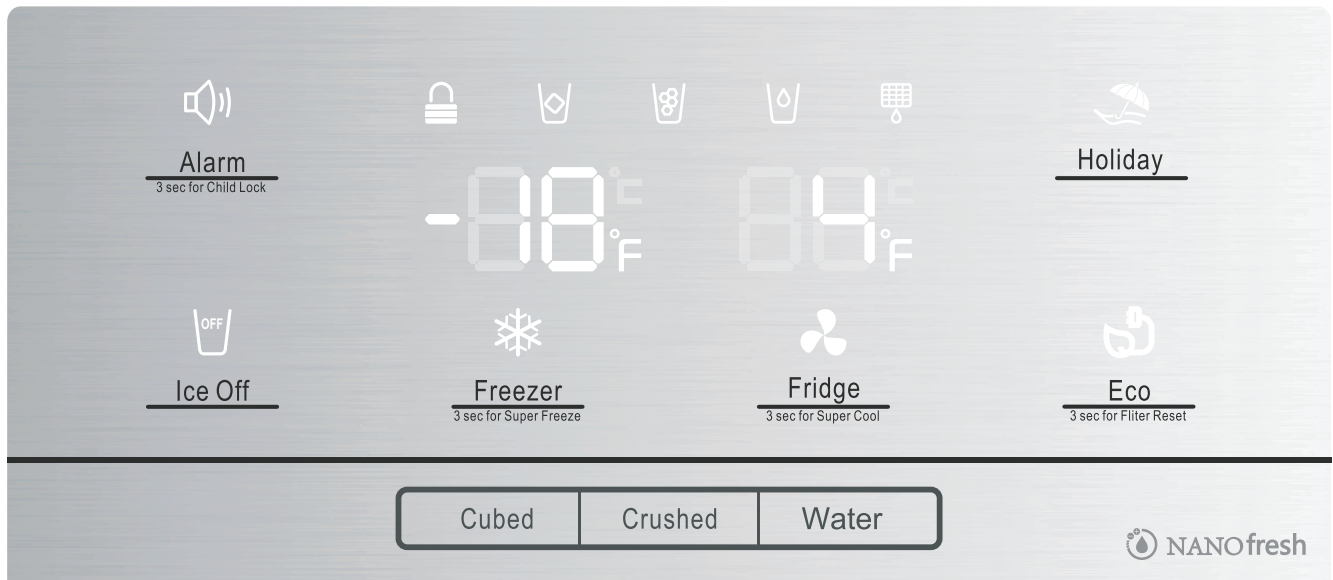 Alarm
3 sec for Child Lock
Holiday
-18 °F
4 °F
°C
°C
OFF
Ice Off
Freezer
3 sec for Super Freeze
Fridge
3 sec for Super Cool
Eco
3 sec for Fliter Reset
Cubed
Crushed
Water
NANOfresh